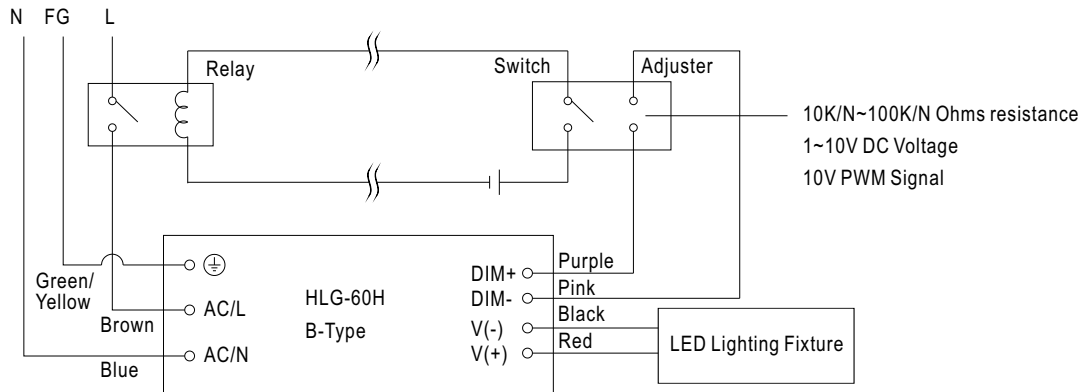 N FG L
Relay
Switch
Adjuster
10K/N~100K/N Ohms resistance
1~10V DC Voltage
10V PWM Signal
Green/
Yellow
Brown
Blue
AC/L
AC/N
HLG-60H
B-Type
DIM+
DIM-
V(-)
V(+)
Purple
Pink
Black
Red
LED Lighting Fixture